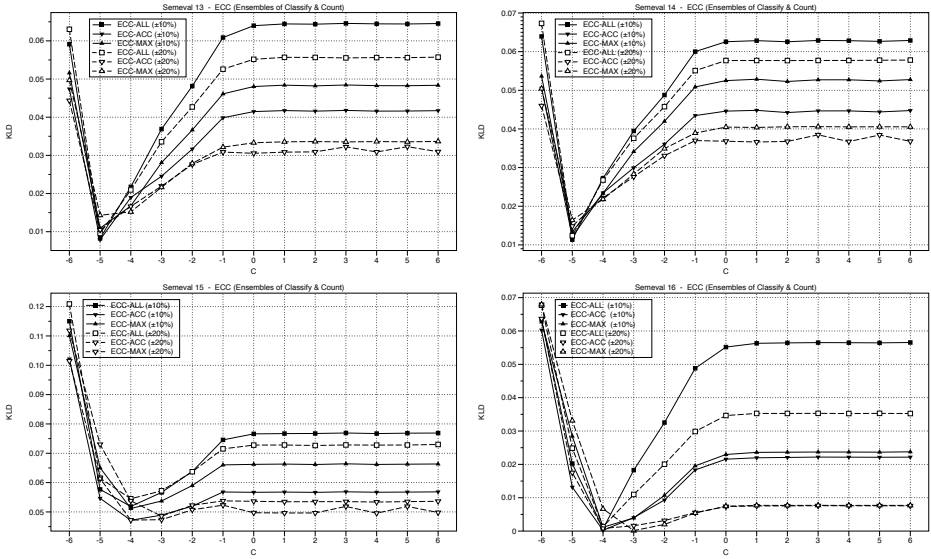 Semeval 13 - ECC (Ensembles of Classify & Count)
ECC-ALL (±10%)
ECC-ACC (±10%)
ECC-MAX (±10%)
ECC-ALL (±20%)
ECC-ACC (±20%)
ECC-MAX (±20%)
KLD
0.06
0.05
0.04
0.03
0.02
0.01
-6 -5 -4 -3 -2 -1 0 1 2 3 4 5 6
C
Semeval 14 - ECC (Ensembles of Classify & Count)
ECC-ALL (±10%)
ECC-ACC (±10%)
ECC-MAX (±10%)
ECC-ALL (±20%)
ECC-ACC (±20%)
ECC-MAX (±20%)
KLD
0.07
0.06
0.05
0.04
0.03
0.02
0.01
-6 -5 -4 -3 -2 -1 0 1 2 3 4 5 6
C
Semeval 15 - ECC (Ensembles of Classify & Count)
ECC-ALL (±10%)
ECC-ACC (±10%)
ECC-MAX (±10%)
ECC-ALL (±20%)
ECC-ACC (±20%)
ECC-MAX (±20%)
KLD
0.12
0.11
0.10
0.09
0.08
0.07
0.06
0.05
-6 -5 -4 -3 -2 -1 0 1 2 3 4 5 6
C
Semeval 16 - ECC (Ensembles of Classify & Count)
ECC-ALL (±10%)
ECC-ACC (±10%)
ECC-MAX (±10%)
ECC-ALL (±20%)
ECC-ACC (±20%)
ECC-MAX (±20%)
KLD
0.07
0.06
0.05
0.04
0.03
0.02
0.01
0
-6 -5 -4 -3 -2 -1 0 1 2 3 4 5 6
C